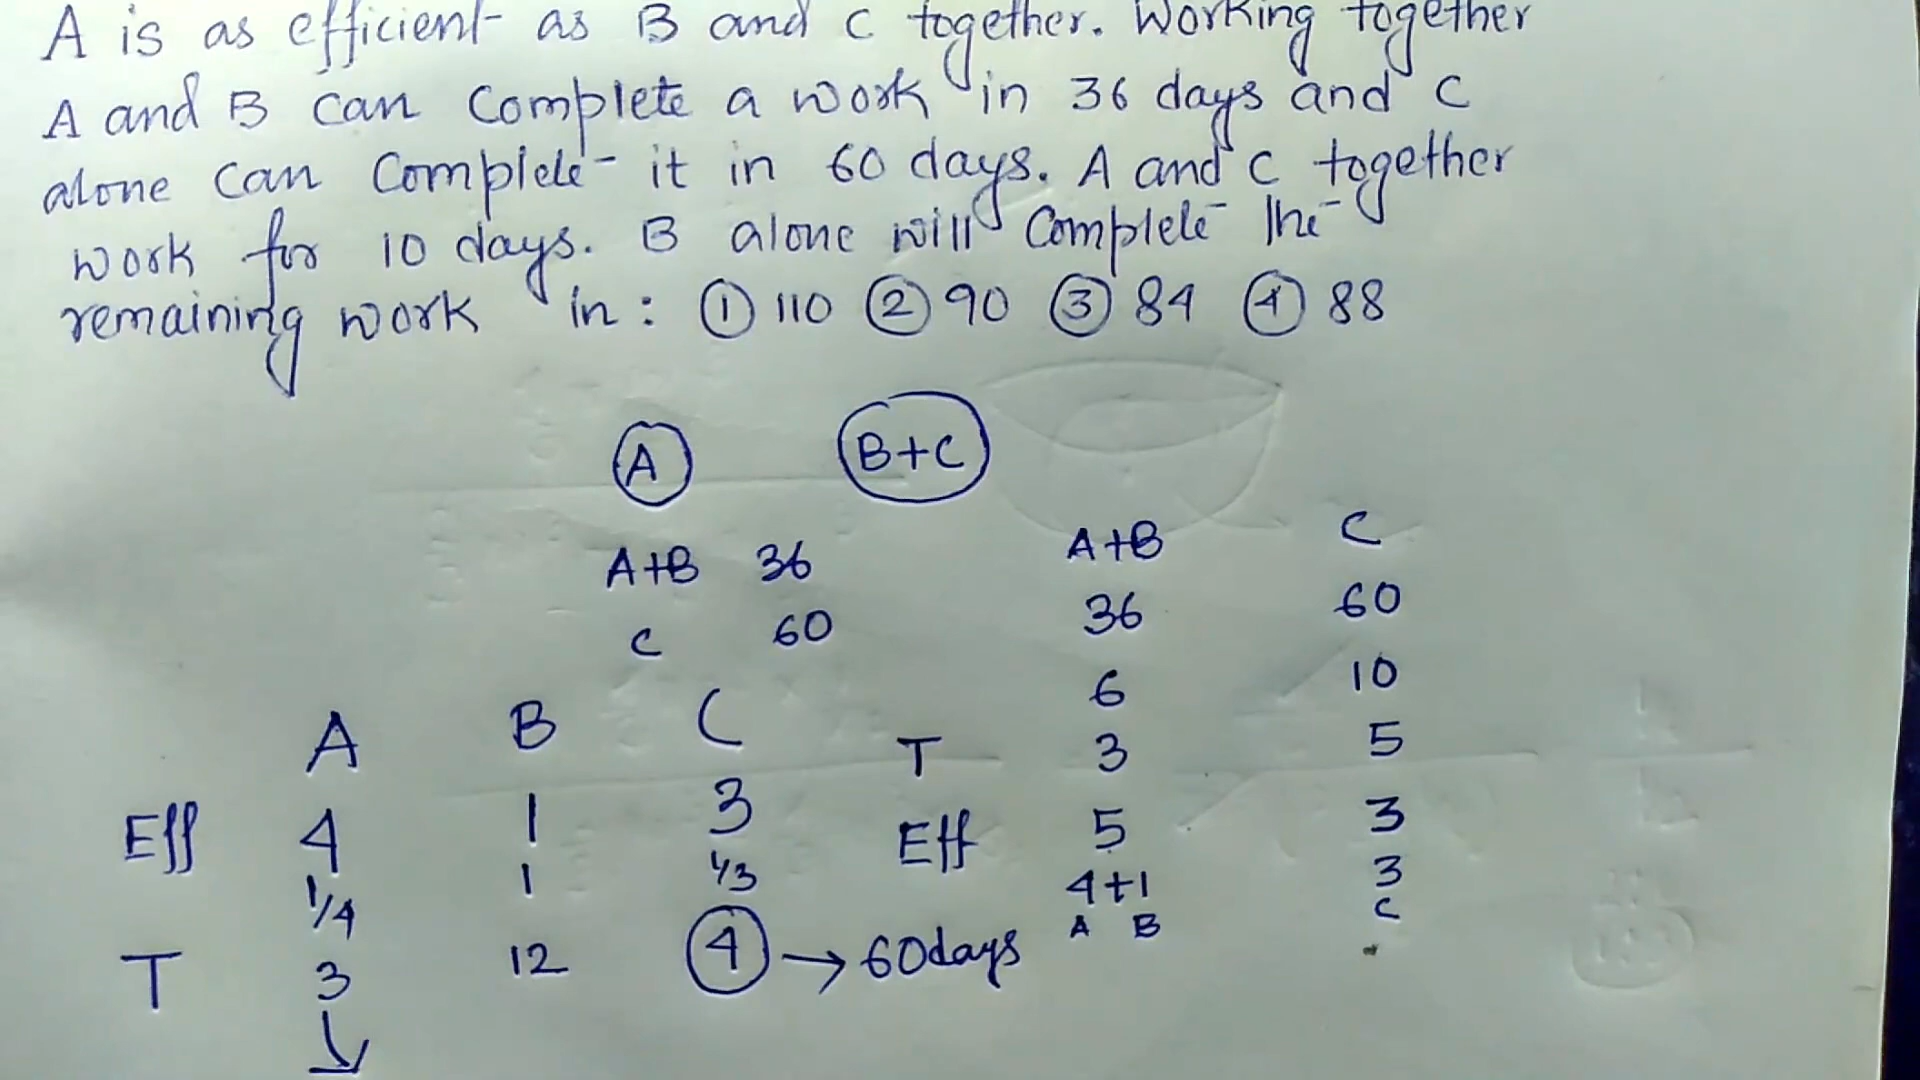 A is as efficient as B and C together. Working together
A and B can Complete a work in 36 days and C
alone can Complete it in 60 days. A and C together
work for 10 days. B alone will Complete the
remaining work in : ① 110 ② 90 ③ 84 ④ 88
A B+C
A+B 36
C 60
A+B C
36 60
6 10
T 3 5
Eff 5 3
4+1 3
A B C
A B C
Eff 4 1 3
1/4 1 1/3
T 3 12 4 → 60days